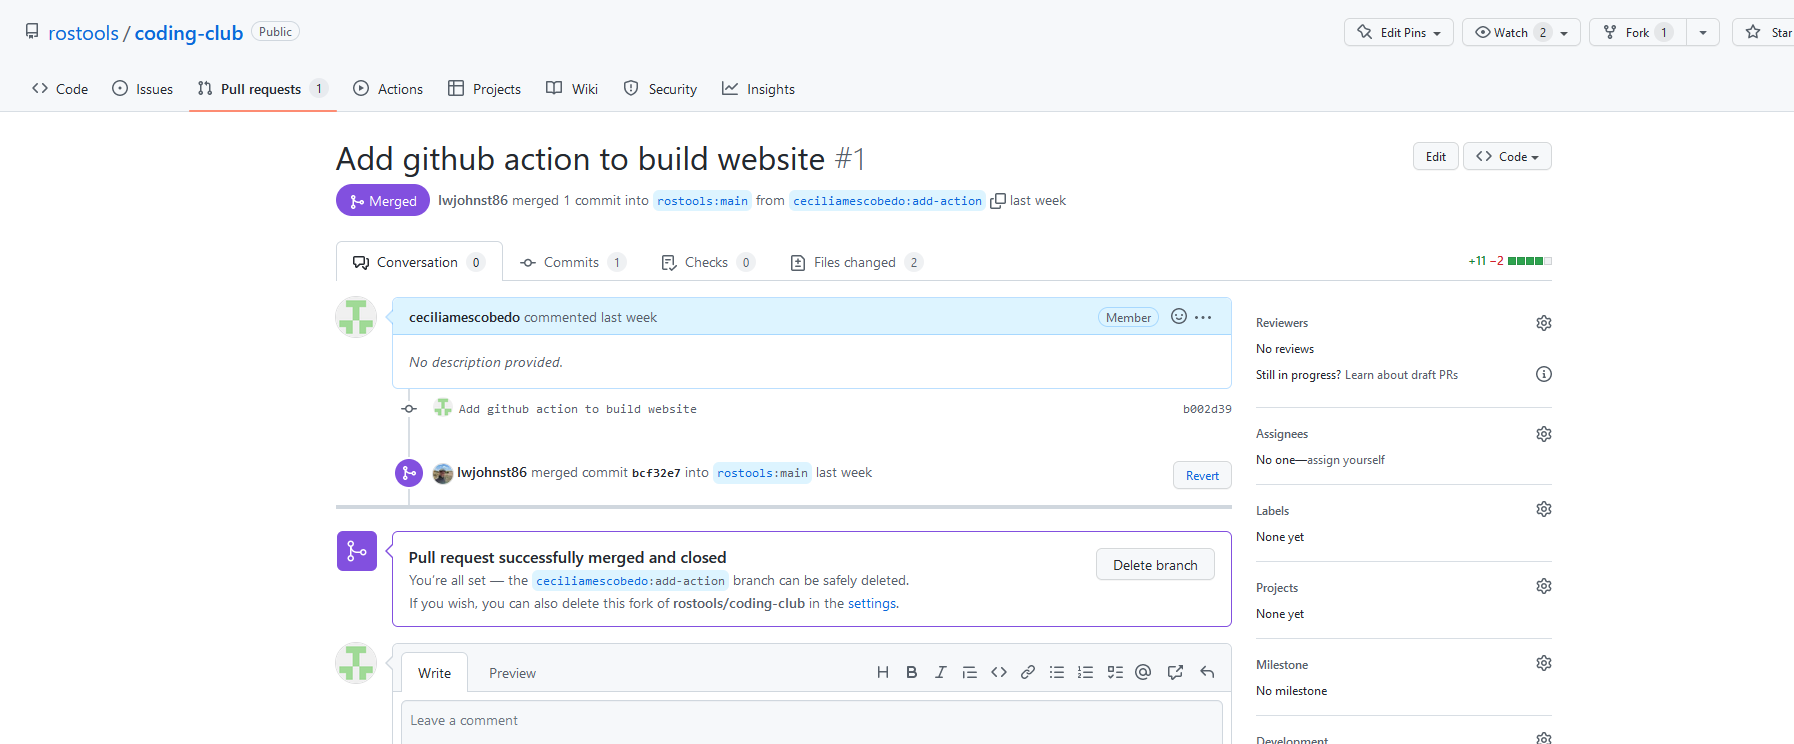 rostools / coding-club Public
Edit Pins Watch 2 Fork 1 Star
Code Issues Pull requests 1 Actions Projects Wiki Security Insights
Add github action to build website #1
Edit Code
Merged lwjohnst86 merged 1 commit into rostools:main from ceciliamescobedo:add-action last week
Conversation 0 Commits 1 Checks 0 Files changed 2
+11 −2
ceciliamescobedo commented last week
Member
No description provided.
Add github action to build website b002d39
lwjohnst86 merged commit bcf32e7 into rostools:main last week
Revert
Pull request successfully merged and closed
You're all set — the ceciliamescobedo:add-action branch can be safely deleted.
If you wish, you can also delete this fork of rostools/coding-club in the settings.
Delete branch
Write Preview
H B I
Leave a comment
Reviewers
No reviews
Still in progress? Learn about draft PRs
Assignees
No one—assign yourself
Labels
None yet
Projects
None yet
Milestone
No milestone
Development